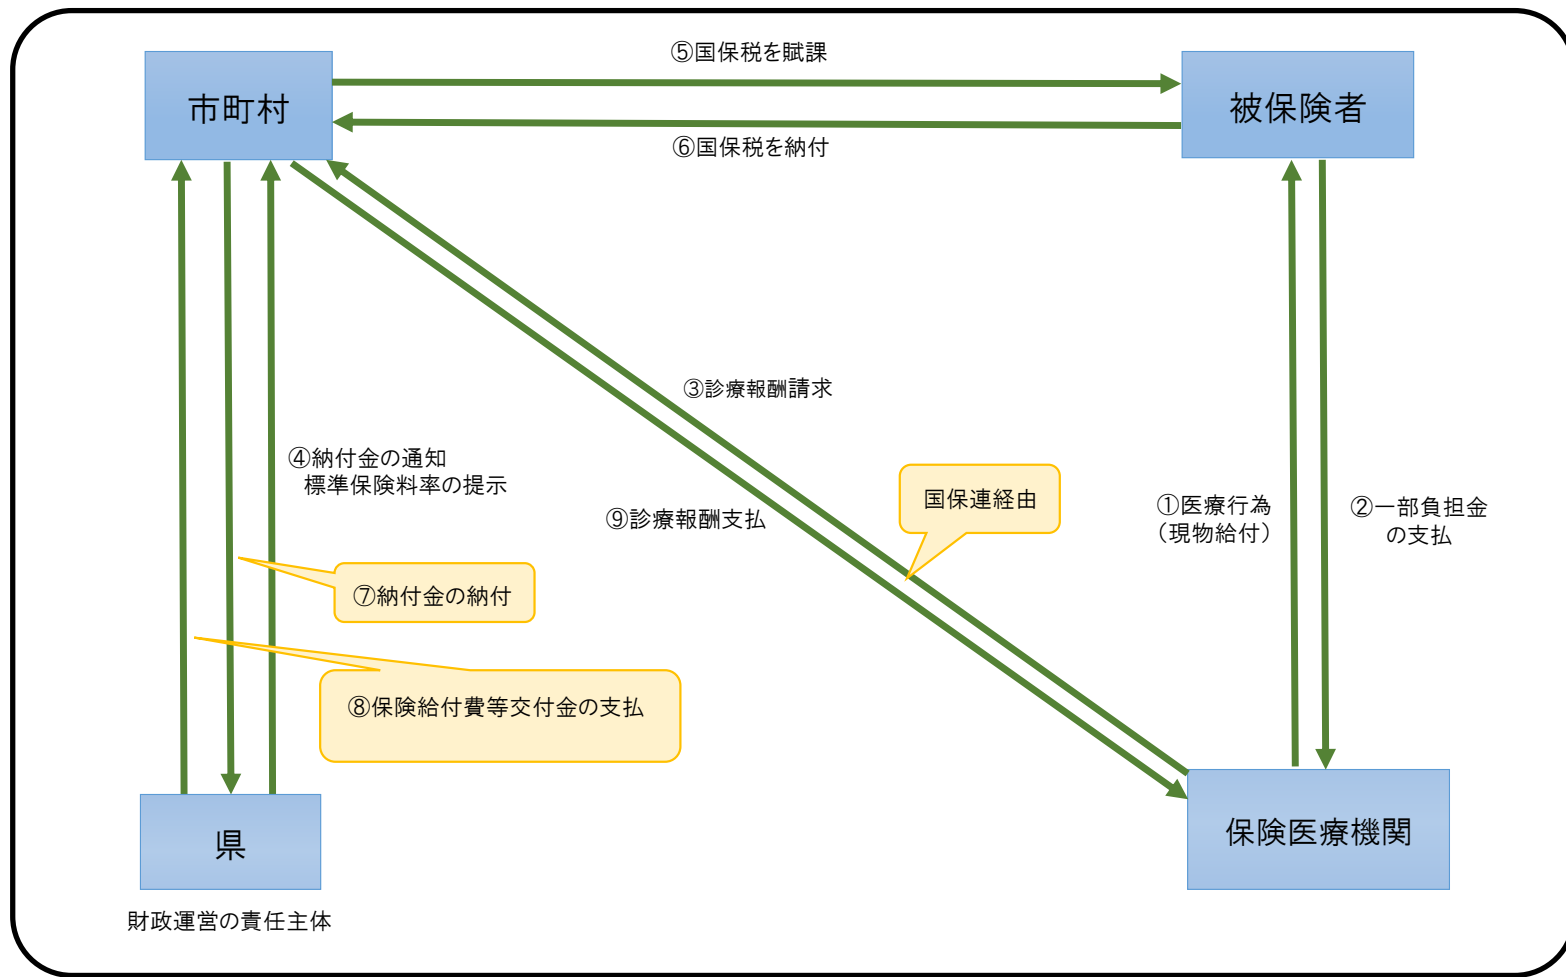 ⑤国保税を賦課
市町村
被保険者
⑥国保税を納付
③診療報酬請求
④納付金の通知
標準保険料率の提示
⑨診療報酬支払
国保連経由
①医療行為
(現物給付)
②一部負担金
の支払
⑦納付金の納付
⑧保険給付費等交付金の支払
県
保険医療機関
財政運営の責任主体